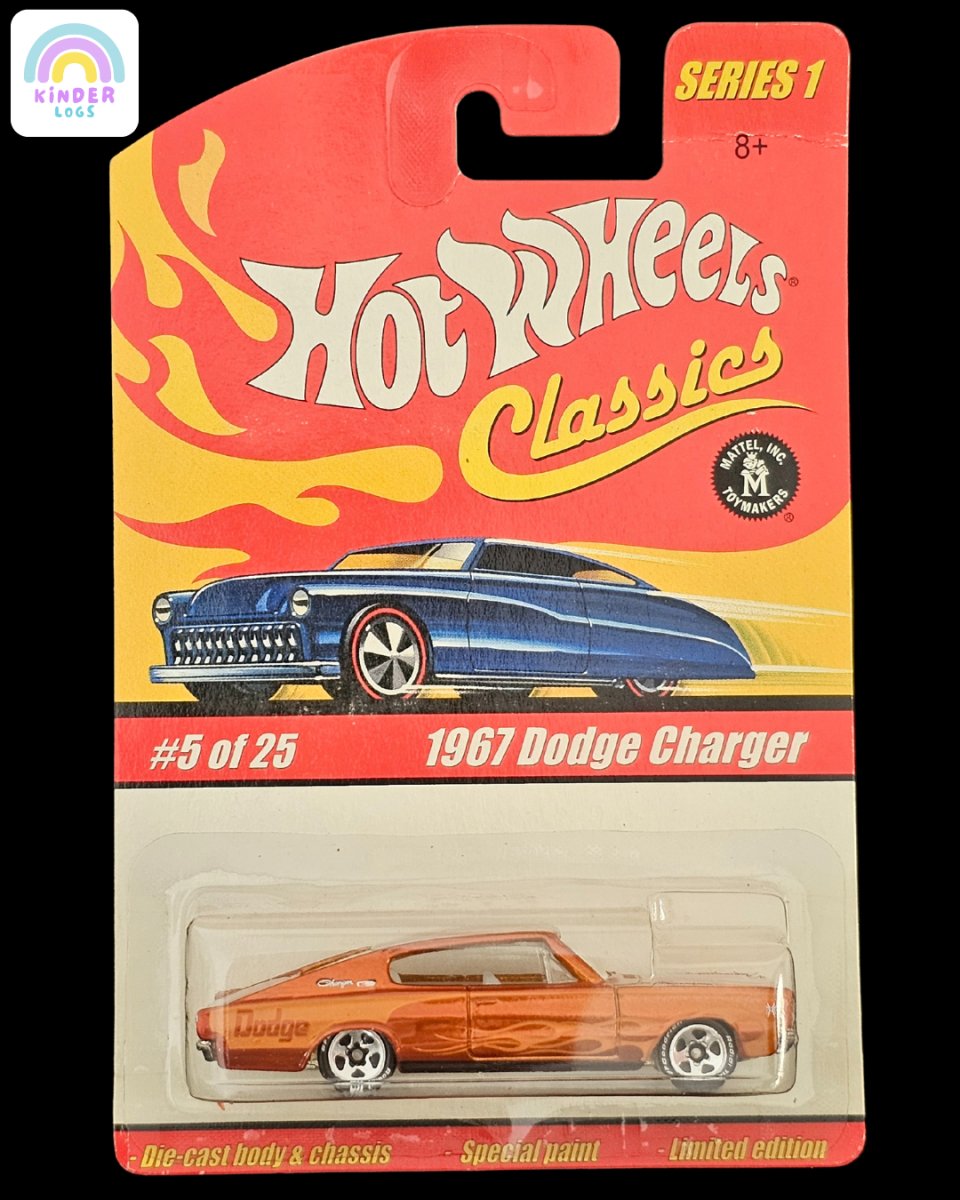 KiNDER
LOGS
SERIES 1
8+
Hot Wheels®
Classics
MATTEL, INC.
M
TOYMAKERS
®
#5 of 25
1967 Dodge Charger
Charger
Dodge
- Die-cast body & chassis - Special paint - Limited edition